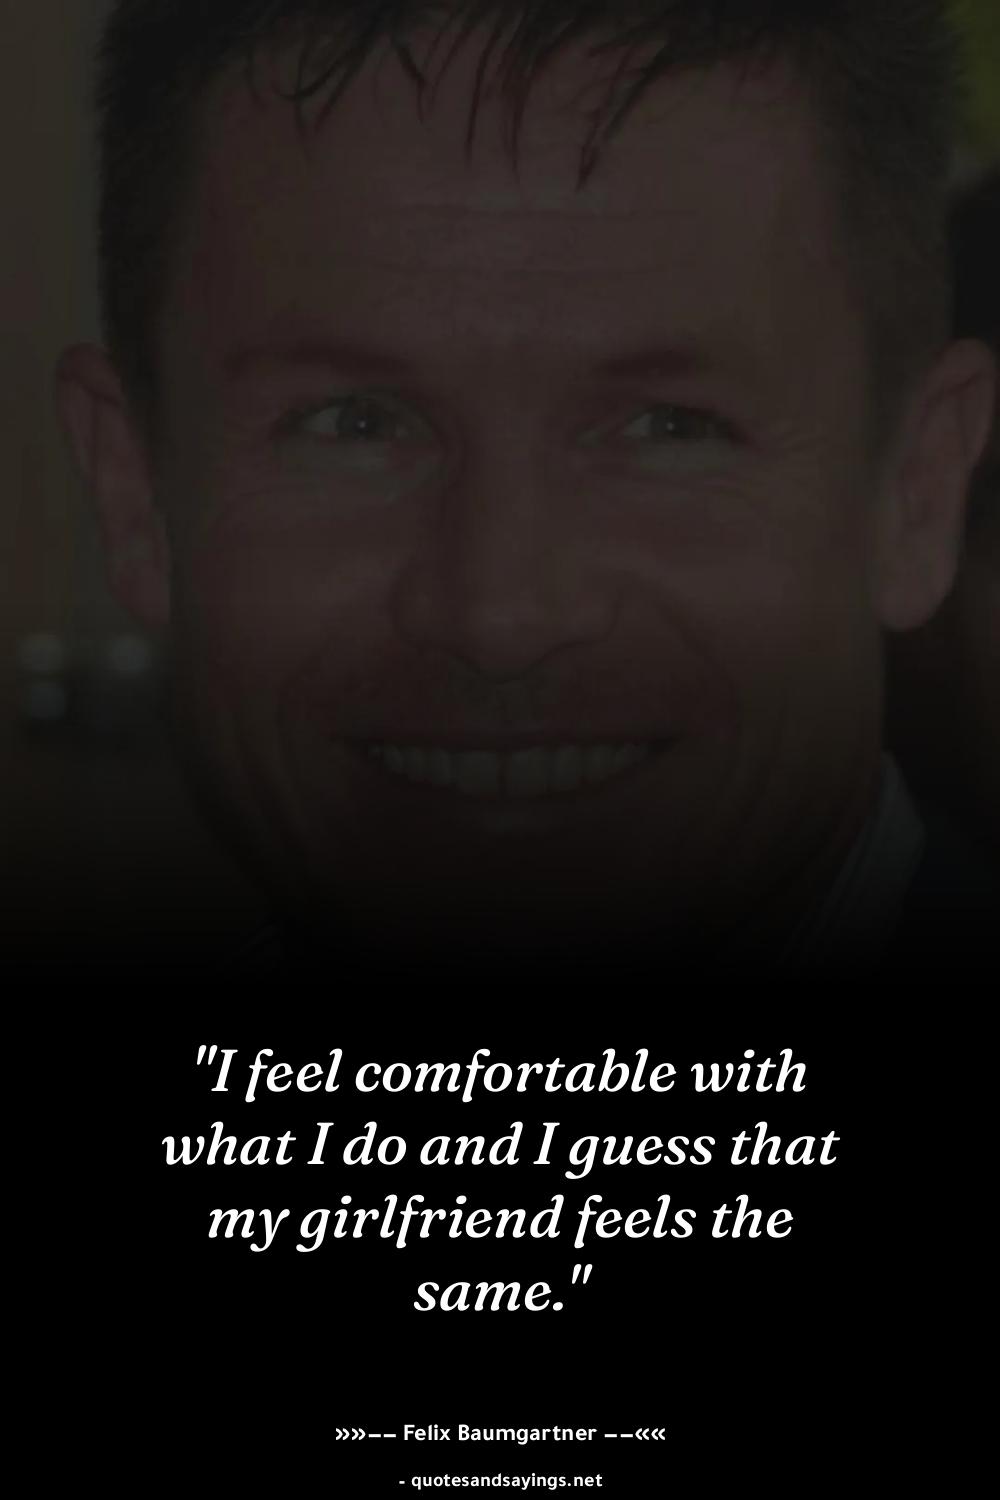 "I feel comfortable with
what I do and I guess that
my girlfriend feels the
same."
»»–– Felix Baumgartner ––««
- quotesandsayings.net